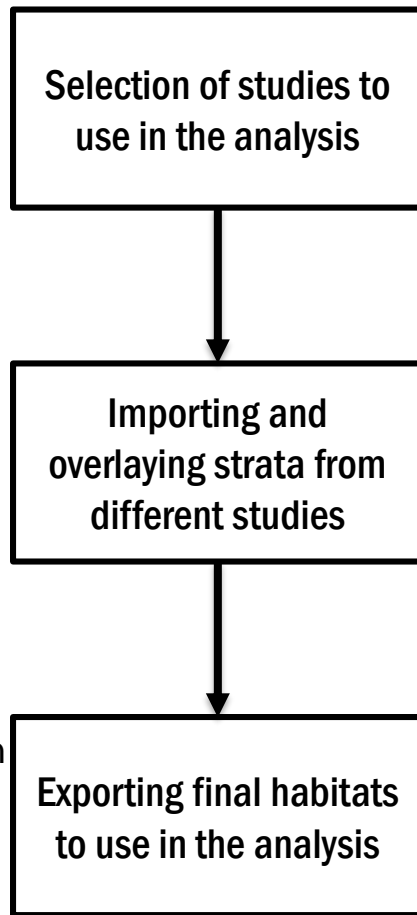 Selection of studies to
use in the analysis
Importing and
overlaying strata from
different studies
Exporting final habitats
to use in the analysis